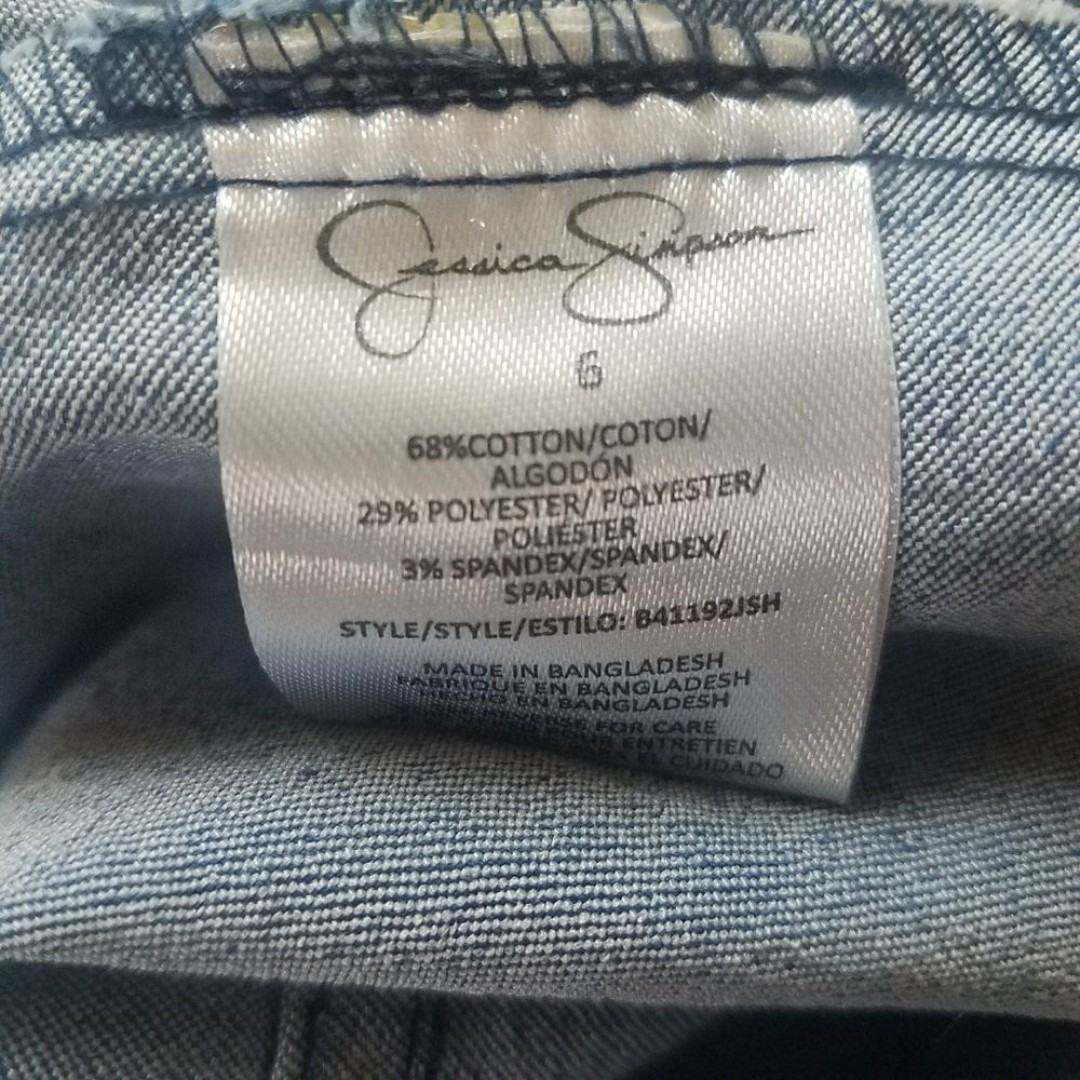 Jessica Simpson
6
68%COTTON/COTON/
ALGODÓN
29% POLYESTER/ POLYESTER/
POLIÉSTER
3% SPANDEX/SPANDEX/
SPANDEX
STYLE/STYLE/ESTILO: B41192JSH
MADE IN BANGLADESH
FABRIQUE EN BANGLADESH
HECHO EN BANGLADESH
FOR CARE
ENTRETIEN
EL CUIDADO